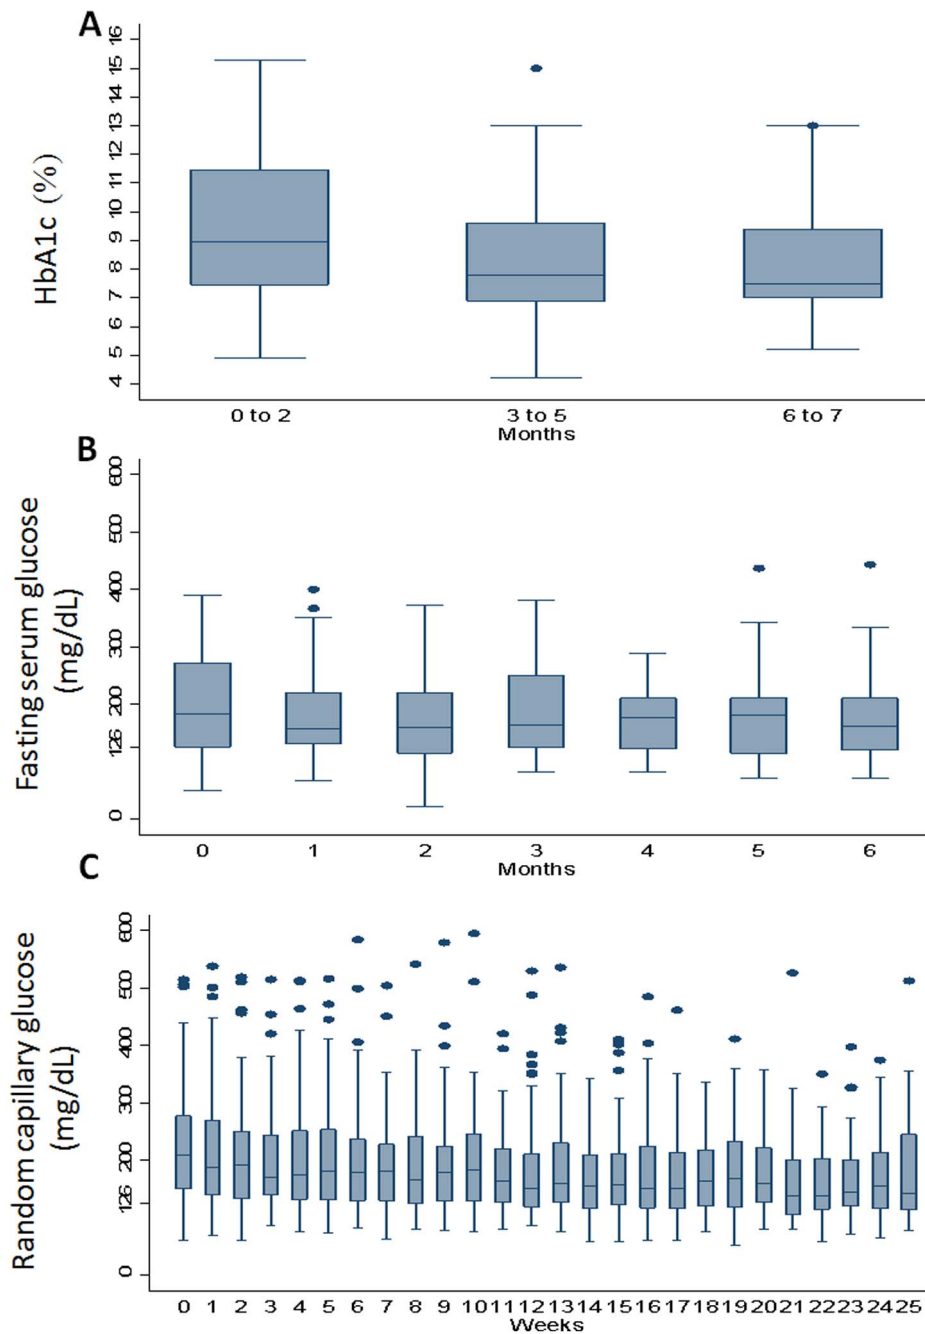 A
HbA1c (%)
16
15
14
13
12
11
10
9
8
7
6
5
4
0 to 2 3 to 5 6 to 7
Months
B
Fasting serum glucose
(mg/dL)
600
500
400
300
200
126
0
0 1 2 3 4 5 6
Months
C
Random capillary glucose
(mg/dL)
600
500
400
300
200
126
0
0 1 2 3 4 5 6 7 8 9 10 11 12 13 14 15 16 17 18 19 20 21 22 23 24 25
Weeks